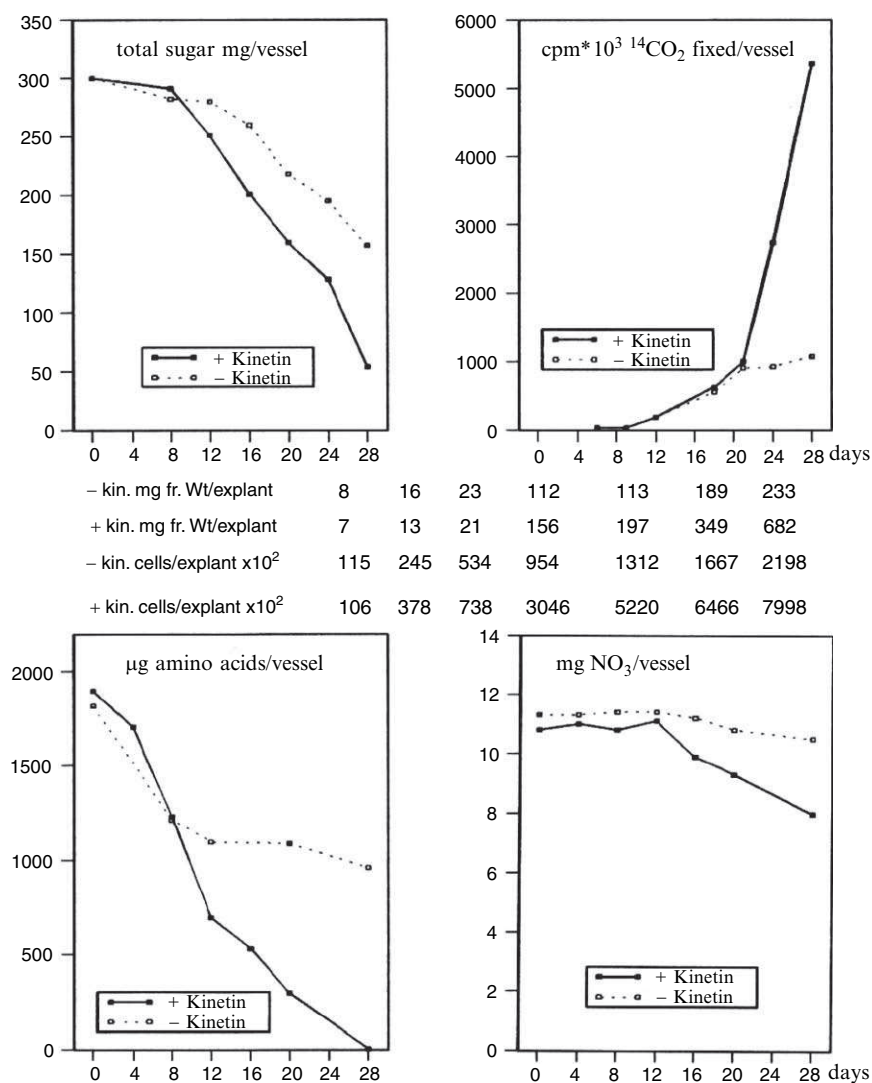 total sugar mg/vessel
350
300
250
200
150
100
50
0
+ Kinetin
– Kinetin
0 4 8 12 16 20 24 28
cpm*10³ ¹⁴CO₂ fixed/vessel
6000
5000
4000
3000
2000
1000
0
+ Kinetin
– Kinetin
0 4 8 12 16 20 24 28 days
– kin. mg fr. Wt/explant 8 16 23 112 113 189 233
+ kin. mg fr. Wt/explant 7 13 21 156 197 349 682
– kin. cells/explant x10² 115 245 534 954 1312 1667 2198
+ kin. cells/explant x10² 106 378 738 3046 5220 6466 7998
µg amino acids/vessel
2000
1500
1000
500
0
+ Kinetin
– Kinetin
0 4 8 12 16 20 24 28
mg NO₃/vessel
14
12
10
8
6
4
2
0
+ Kinetin
– Kinetin
0 4 8 12 16 20 24 28 days